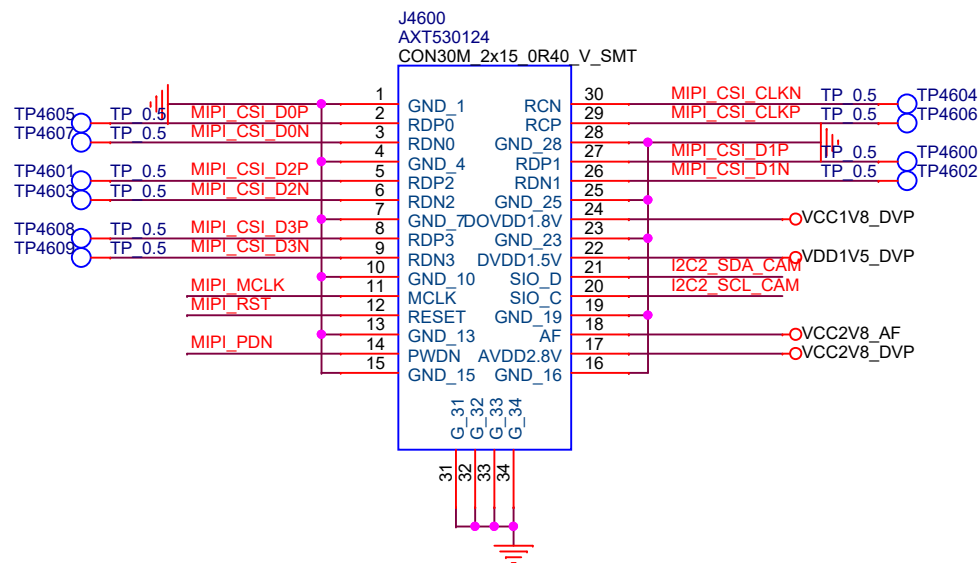 J4600
AXT530124
CON30M_2x15_0R40_V_SMT
TP4605 TP_0.5 MIPI_CSI_D0P 1 GND_1 RCN 30 MIPI_CSI_CLKN TP_0.5 TP4604
TP4607 TP_0.5 MIPI_CSI_D0N 2 RDP0 RCP 29 MIPI_CSI_CLKP TP_0.5 TP4606
3 RDN0 GND_28 28
4 GND_4 RDP1 27 MIPI_CSI_D1P TP_0.5 TP4600
TP4601 TP_0.5 MIPI_CSI_D2P 5 RDP2 RDN1 26 MIPI_CSI_D1N TP_0.5 TP4602
TP4603 TP_0.5 MIPI_CSI_D2N 6 RDN2 GND_25 25
7 GND_7 DOVDD1.8V 24 VCC1V8_DVP
TP4608 TP_0.5 MIPI_CSI_D3P 8 RDP3 GND_23 23
TP4609 TP_0.5 MIPI_CSI_D3N 9 RDN3 DVDD1.5V 22 VDD1V5_DVP
10 GND_10 SIO_D 21 I2C2_SDA_CAM
MIPI_MCLK 11 MCLK SIO_C 20 I2C2_SCL_CAM
MIPI_RST 12 RESET GND_19 19
13 GND_13 AF 18 VCC2V8_AF
MIPI_PDN 14 PWDN AVDD2.8V 17 VCC2V8_DVP
15 GND_15 GND_16 16
G_31 G_32 G_33 G_34
31 32 33 34